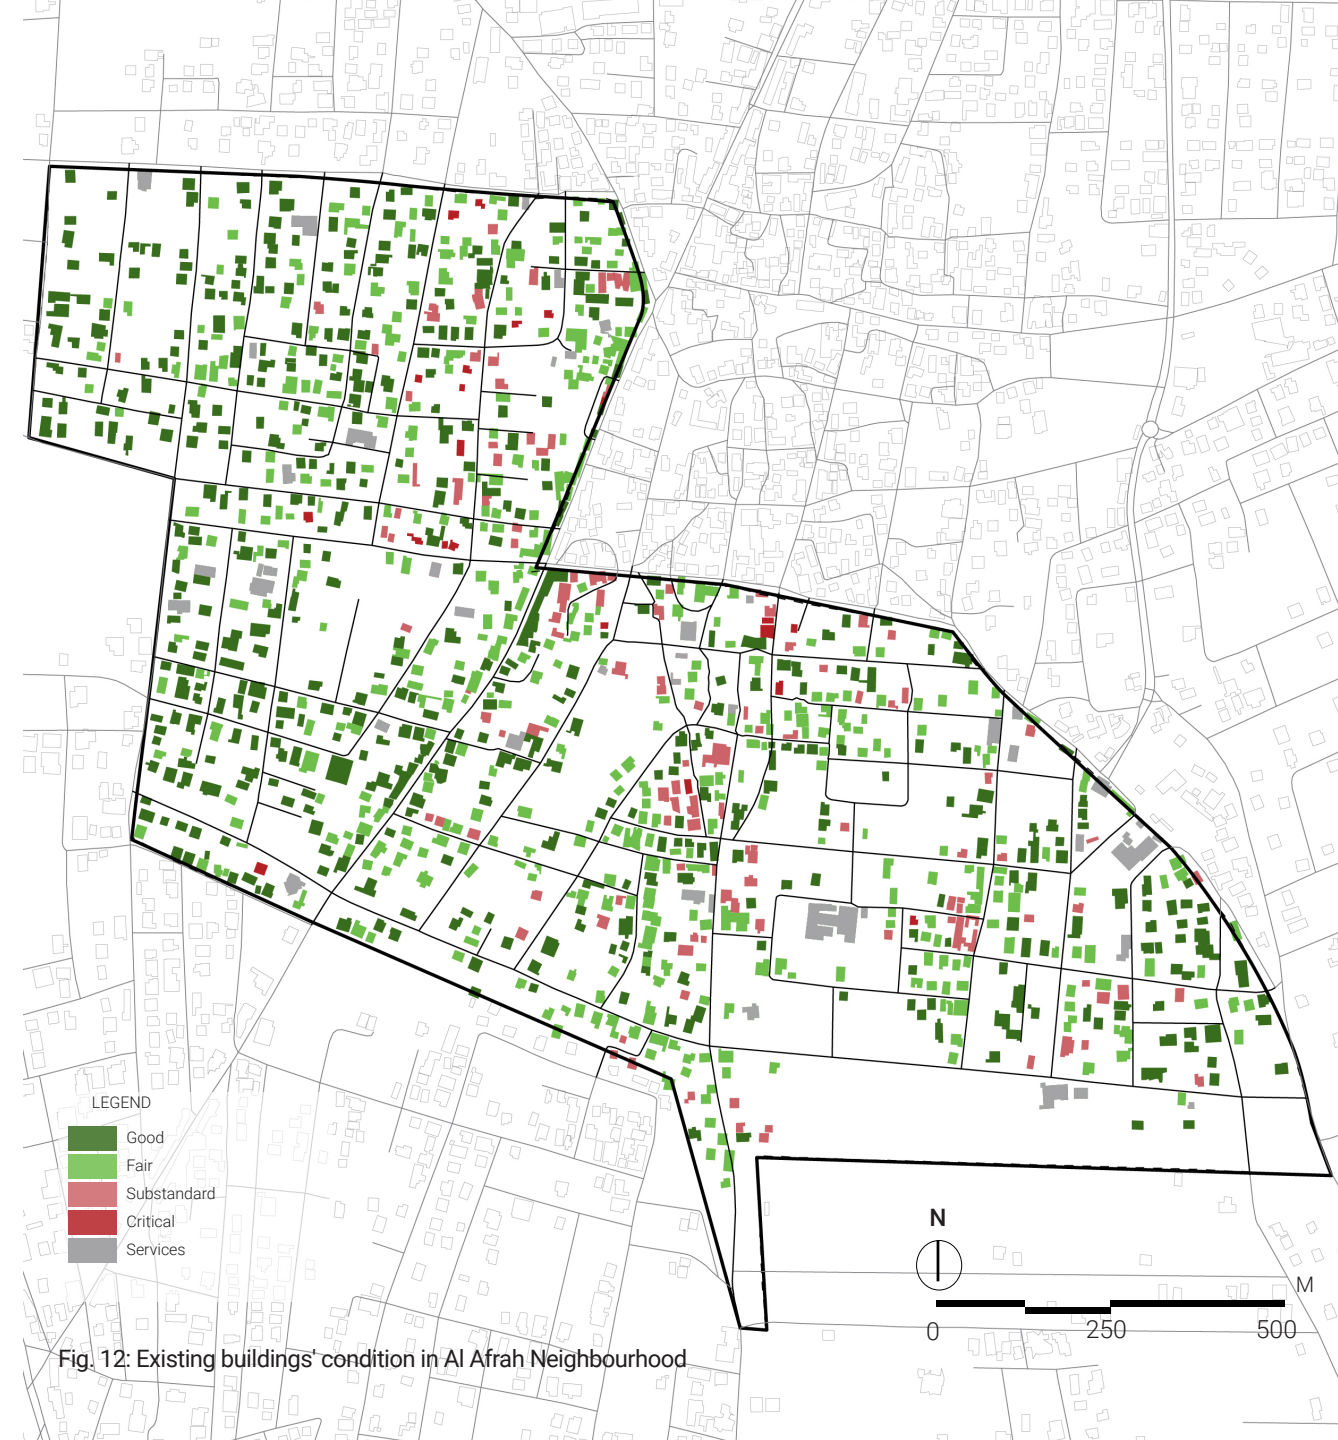 LEGEND
Good
Fair
Substandard
Critical
Services
N
M
0 250 500
Fig. 12: Existing buildings' condition in Al Afrah Neighbourhood